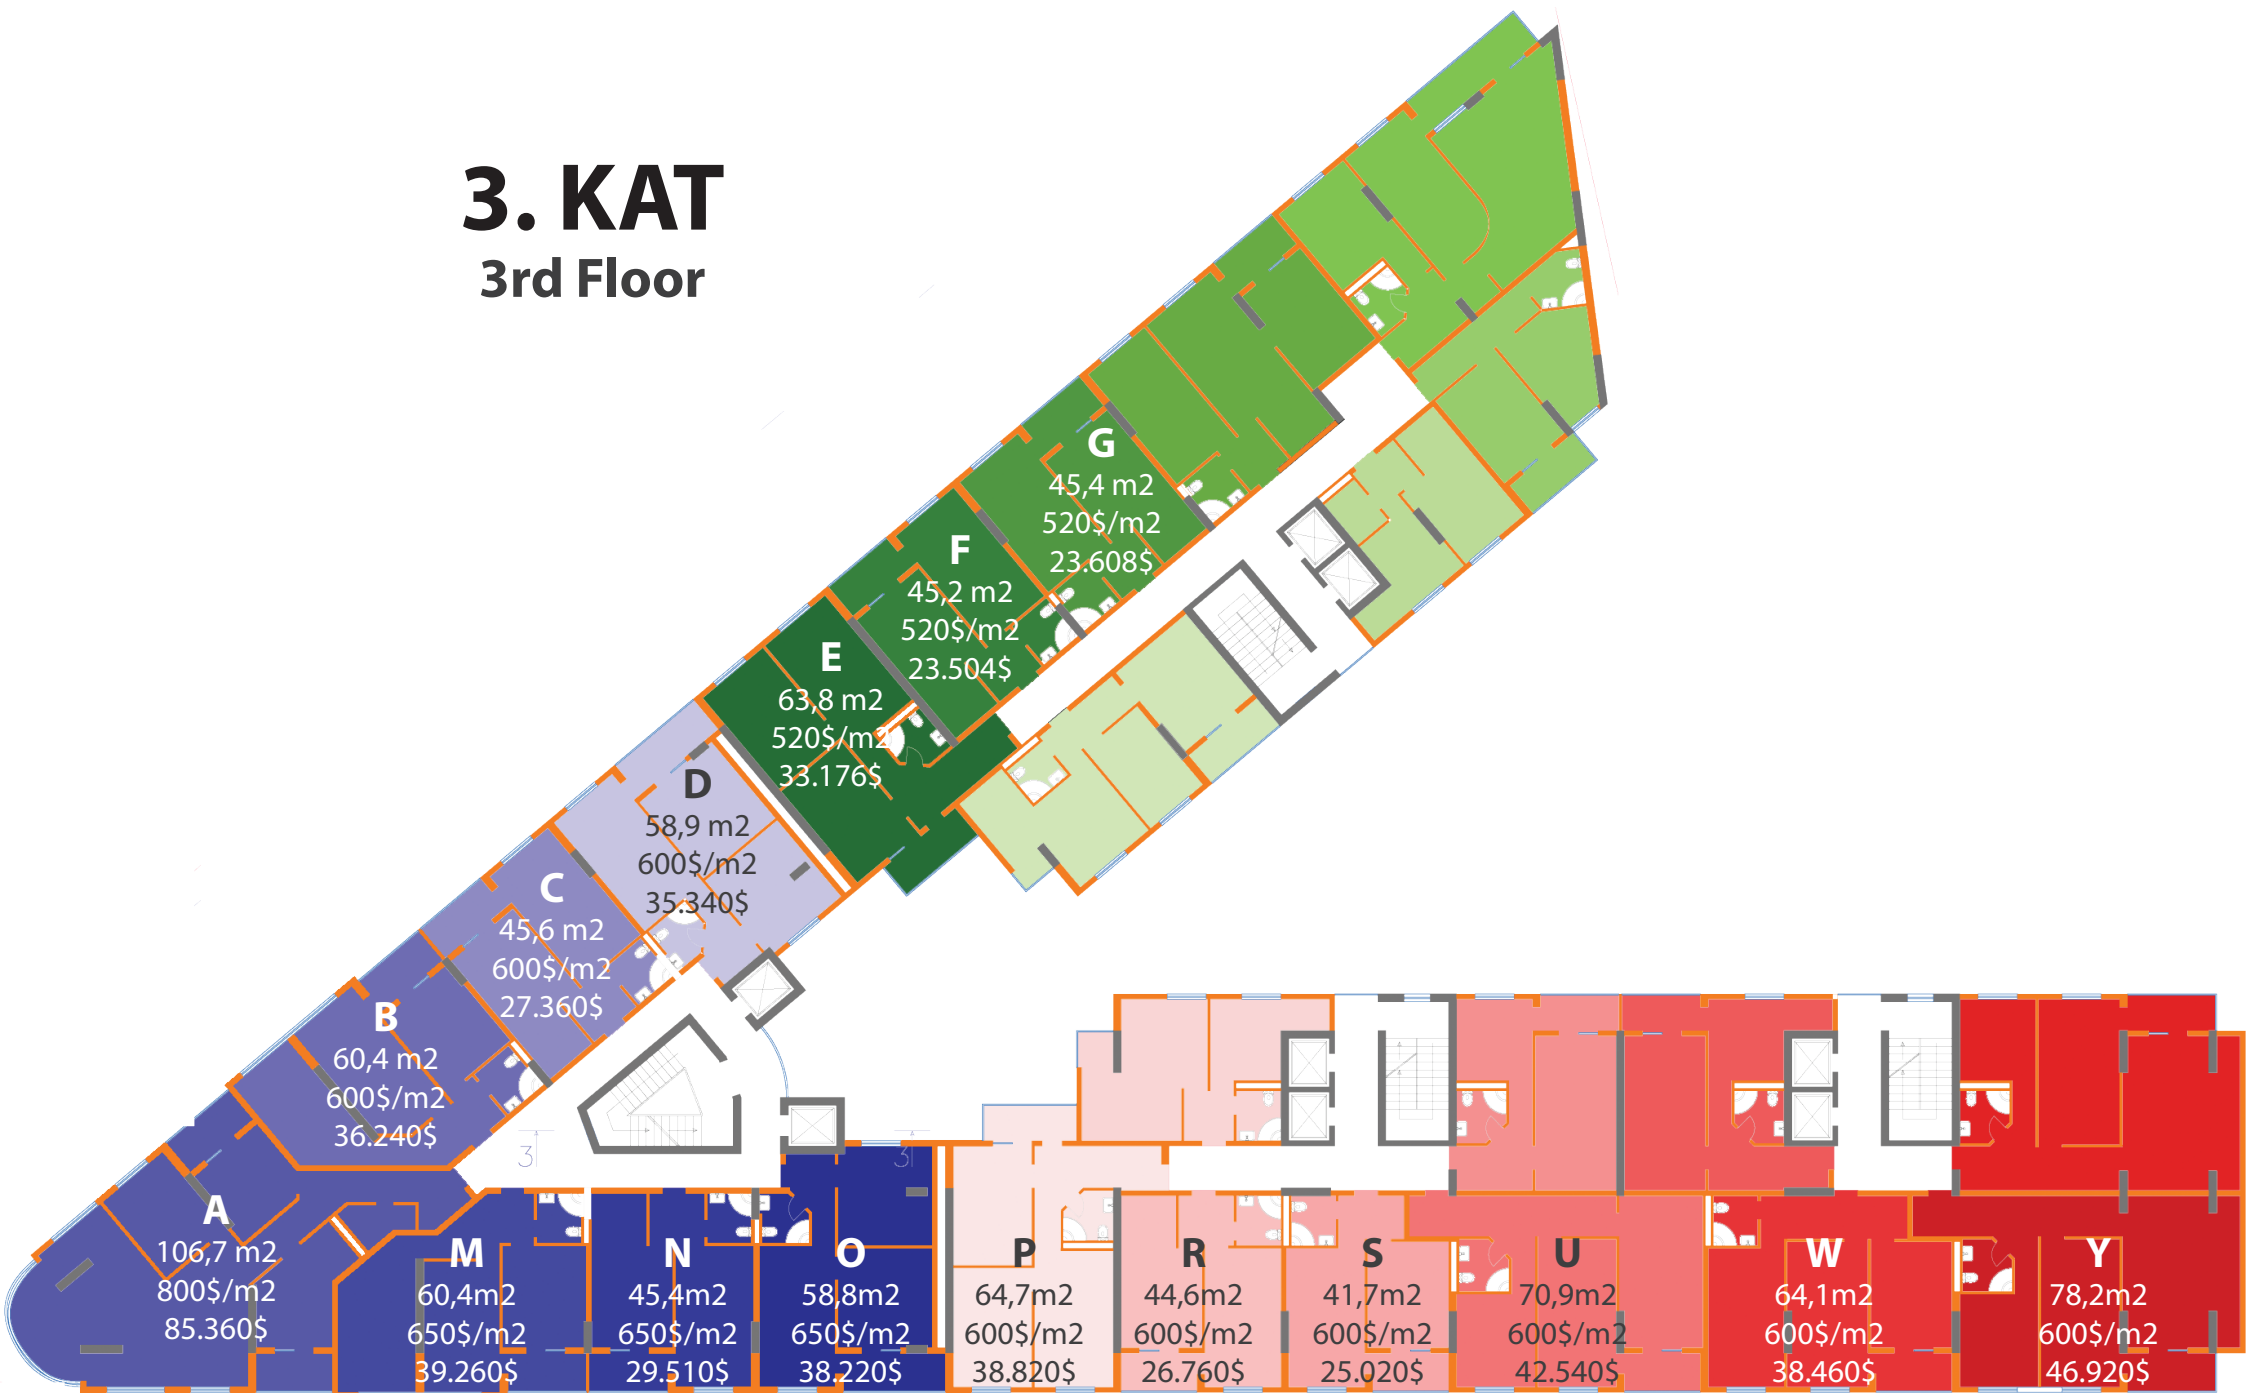 3. KAT
3rd Floor
G
45,4 m2
520$/m2
23.608$
F
45,2 m2
520$/m2
23.504$
E
63,8 m2
520$/m2
33.176$
D
58,9 m2
600$/m2
35.340$
C
45,6 m2
600$/m2
27.360$
B
60,4 m2
600$/m2
36.240$
A
106,7 m2
800$/m2
85.360$
3
3
M
60,4m2
650$/m2
39.260$
N
45,4m2
650$/m2
29.510$
O
58,8m2
650$/m2
38.220$
P
64,7m2
600$/m2
38.820$
R
44,6m2
600$/m2
26.760$
S
41,7m2
600$/m2
25.020$
U
70,9m2
600$/m2
42.540$
W
64,1m2
600$/m2
38.460$
Y
78,2m2
600$/m2
46.920$